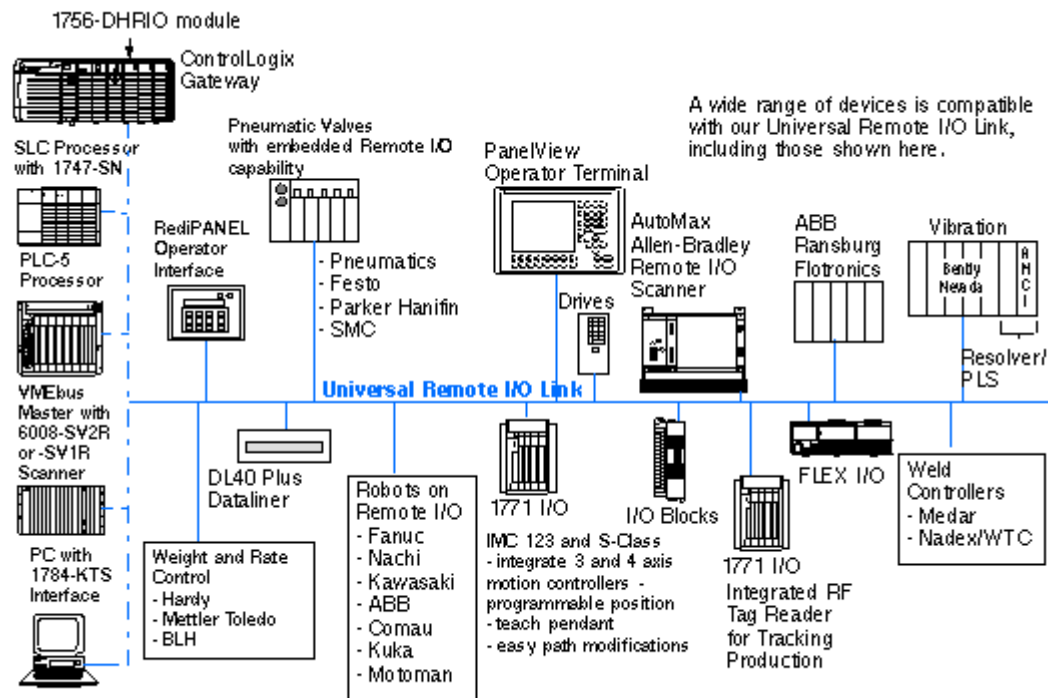 1756-DHRIO module
ControlLogix
Gateway
SLC Processor
with 1747-SN
PLC-5
Processor
VMEbus
Master with
6008-SV2R
or -SV1R
Scanner
PC with
1784-KTS
Interface
RediPANEL
Operator
Interface
Pneumatic Valves
with embedded Remote I/O
capability
- Pneumatics
- Festo
- Parker Hanifin
- SMC
PanelView
Operator Terminal
Drives
AutoMax
Allen-Bradley
Remote I/O
Scanner
A wide range of devices is compatible
with our Universal Remote I/O Link,
including those shown here.
ABB
Ransburg
Flotronics
Vibration
Bently
Nevada
AMCI
Resolver/
PLS
Universal Remote I/O Link
DL40 Plus
Dataliner
Weight and Rate
Control
- Hardy
- Mettler Toledo
- BLH
Robots on
Remote I/O
- Fanuc
- Nachi
- Kawasaki
- ABB
- Comau
- Kuka
- Motoman
1771 I/O
IMC 123 and S-Class
- integrate 3 and 4 axis
motion controllers -
programmable position
- teach pendant
- easy path modifications
I/O Blocks
1771 I/O
Integrated RF
Tag Reader
for Tracking
Production
FLEX I/O
Weld
Controllers
- Medar
- Nadex/WTC